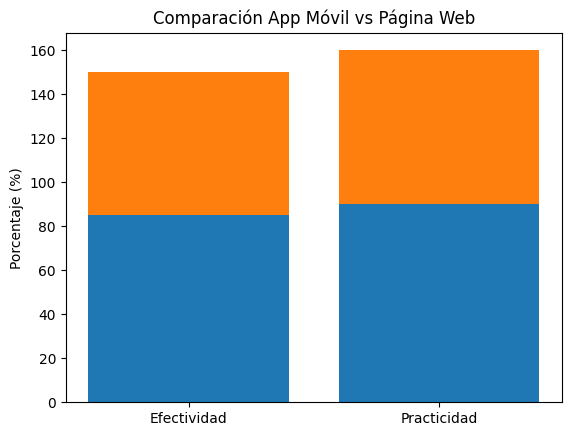 Comparación App Móvil vs Página Web
Porcentaje (%)
160
140
120
100
80
60
40
20
0
Efectividad
Practicidad